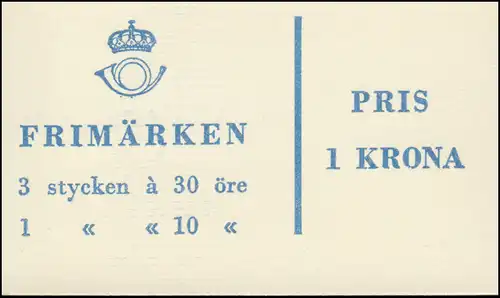 FRIMÄRKEN
3 stycken à 30 öre
1 « « 10 «
PRIS
1 KRONA